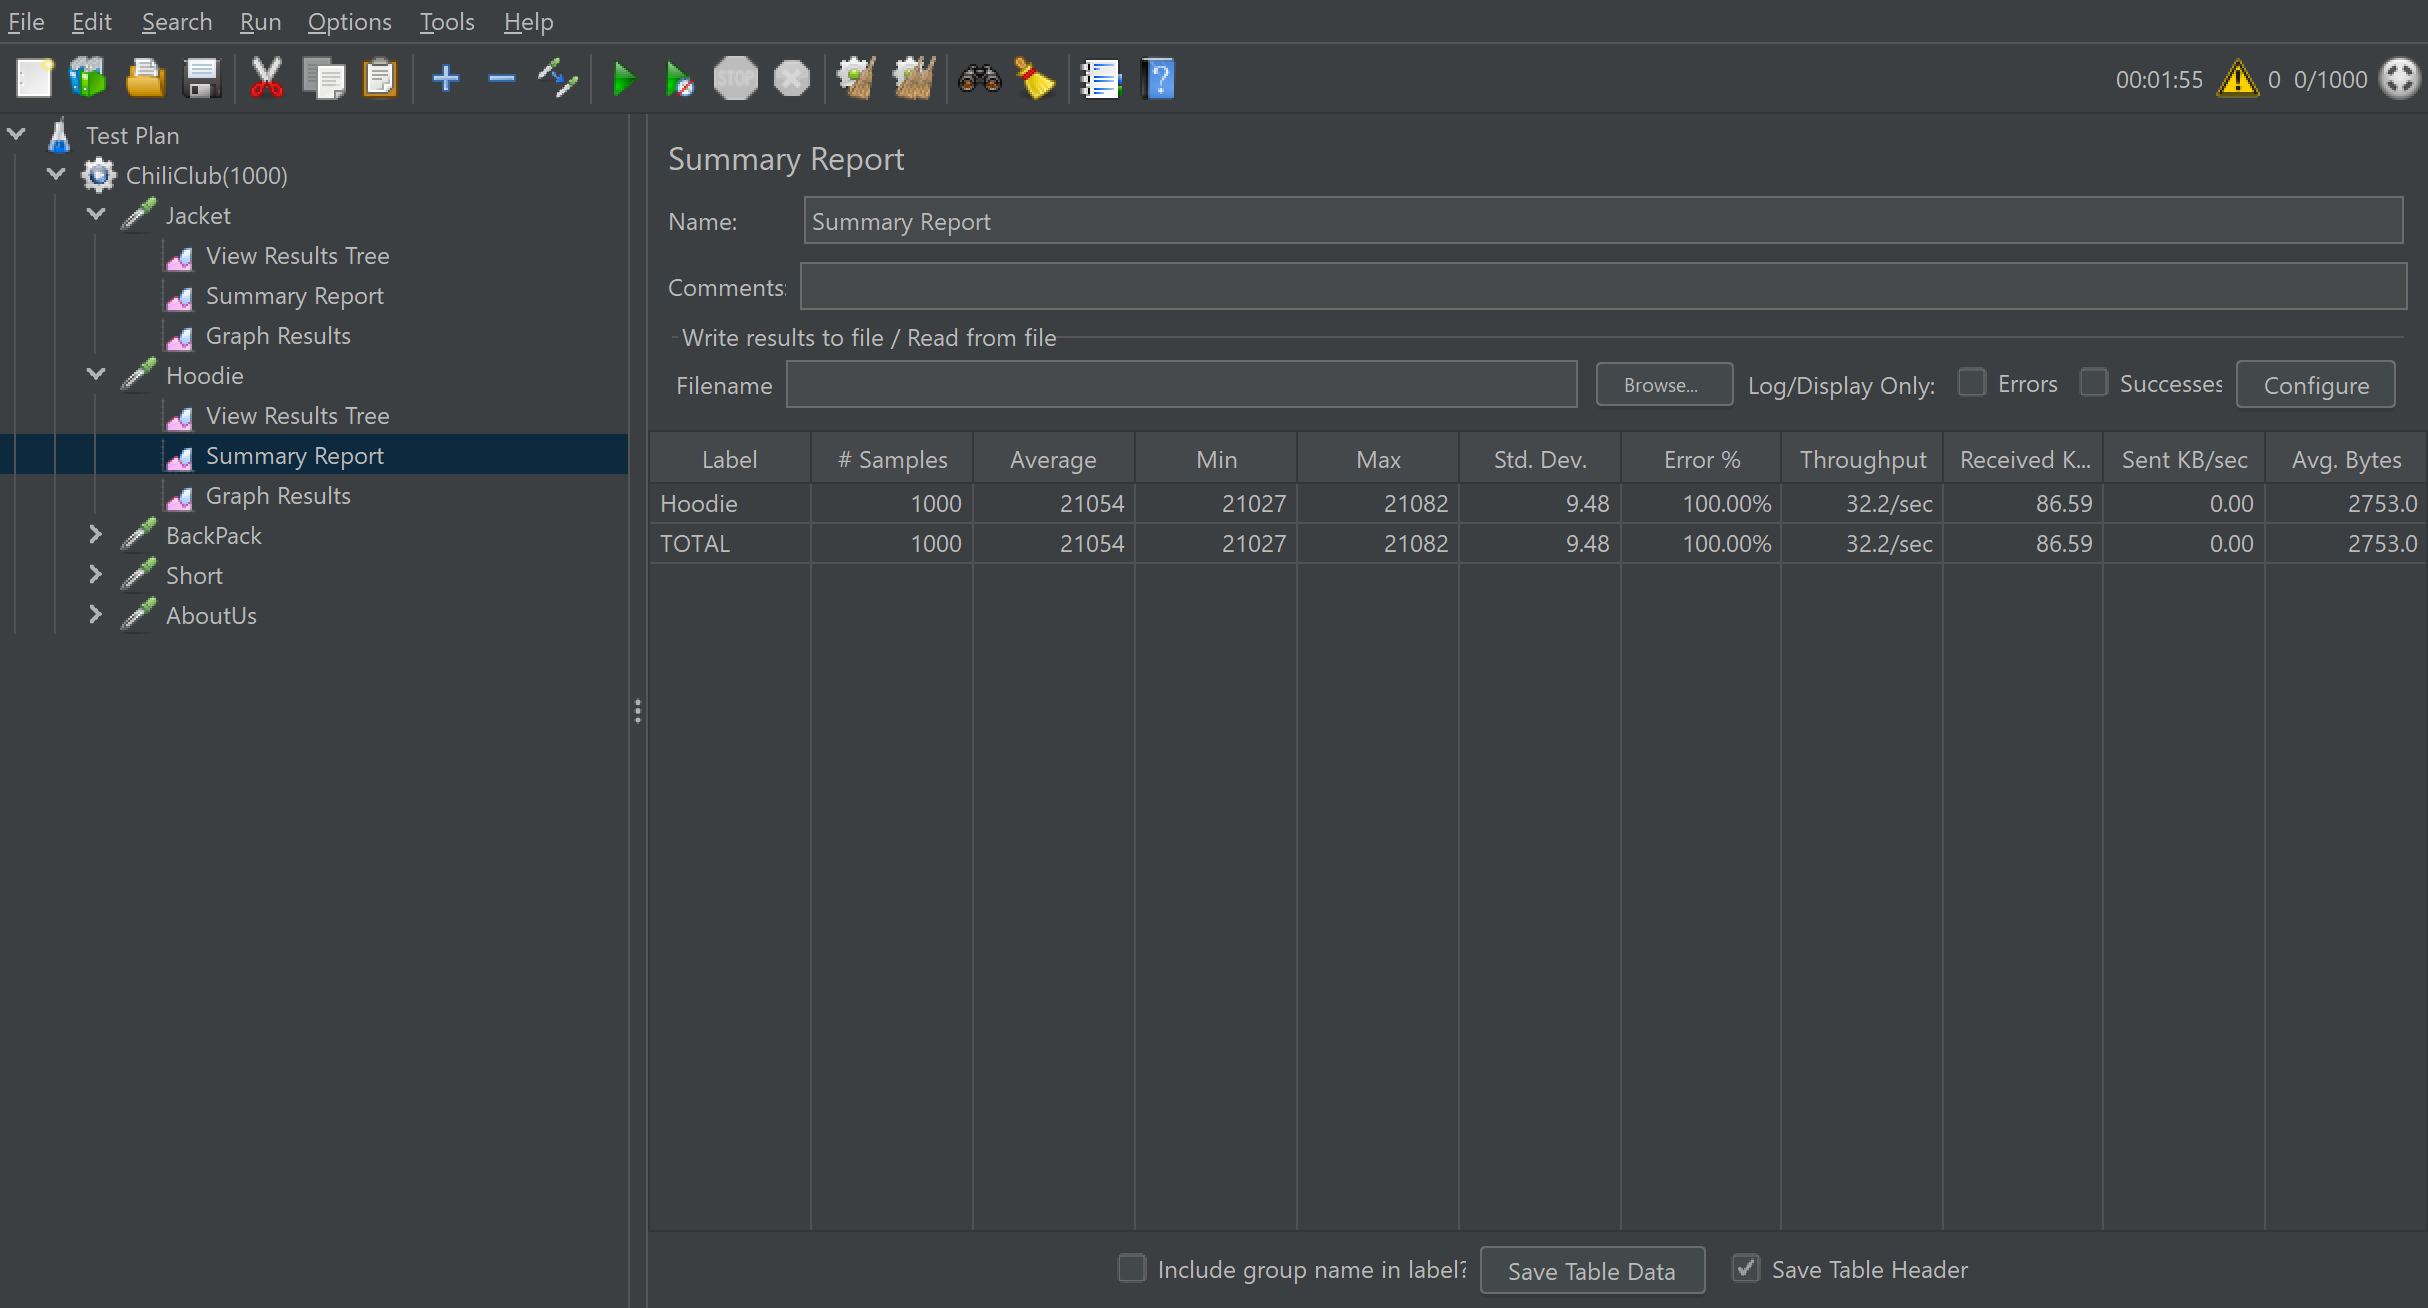 File Edit Search Run Options Tools Help
STOP
00:01:55 0 0/1000
Test Plan
ChiliClub(1000)
Jacket
View Results Tree
Summary Report
Graph Results
Hoodie
View Results Tree
Summary Report
Graph Results
BackPack
Short
AboutUs
Summary Report
Name: Summary Report
Comments:
Write results to file / Read from file
Filename Browse... Log/Display Only: Errors Successes Configure
Label # Samples Average Min Max Std. Dev. Error % Throughput Received K... Sent KB/sec Avg. Bytes
Hoodie 1000 21054 21027 21082 9.48 100.00% 32.2/sec 86.59 0.00 2753.0
TOTAL 1000 21054 21027 21082 9.48 100.00% 32.2/sec 86.59 0.00 2753.0
Include group name in label? Save Table Data Save Table Header